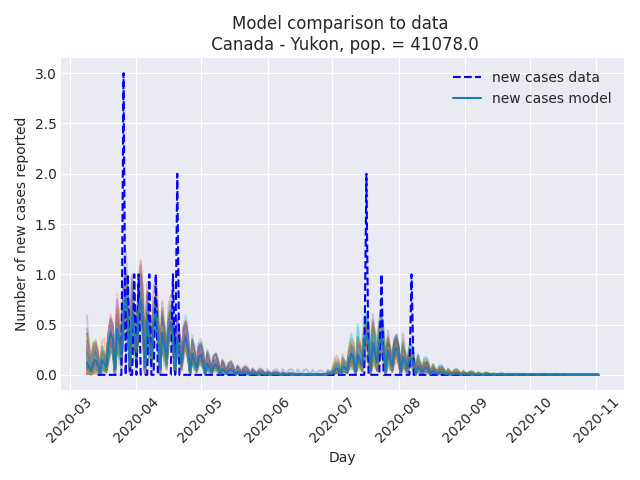 Model comparison to data
Canada - Yukon, pop. = 41078.0
new cases data
new cases model
Number of new cases reported
3.0
2.5
2.0
1.5
1.0
0.5
0.0
2020-03
2020-04
2020-05
2020-06
2020-07
2020-08
2020-09
2020-10
2020-11
Day